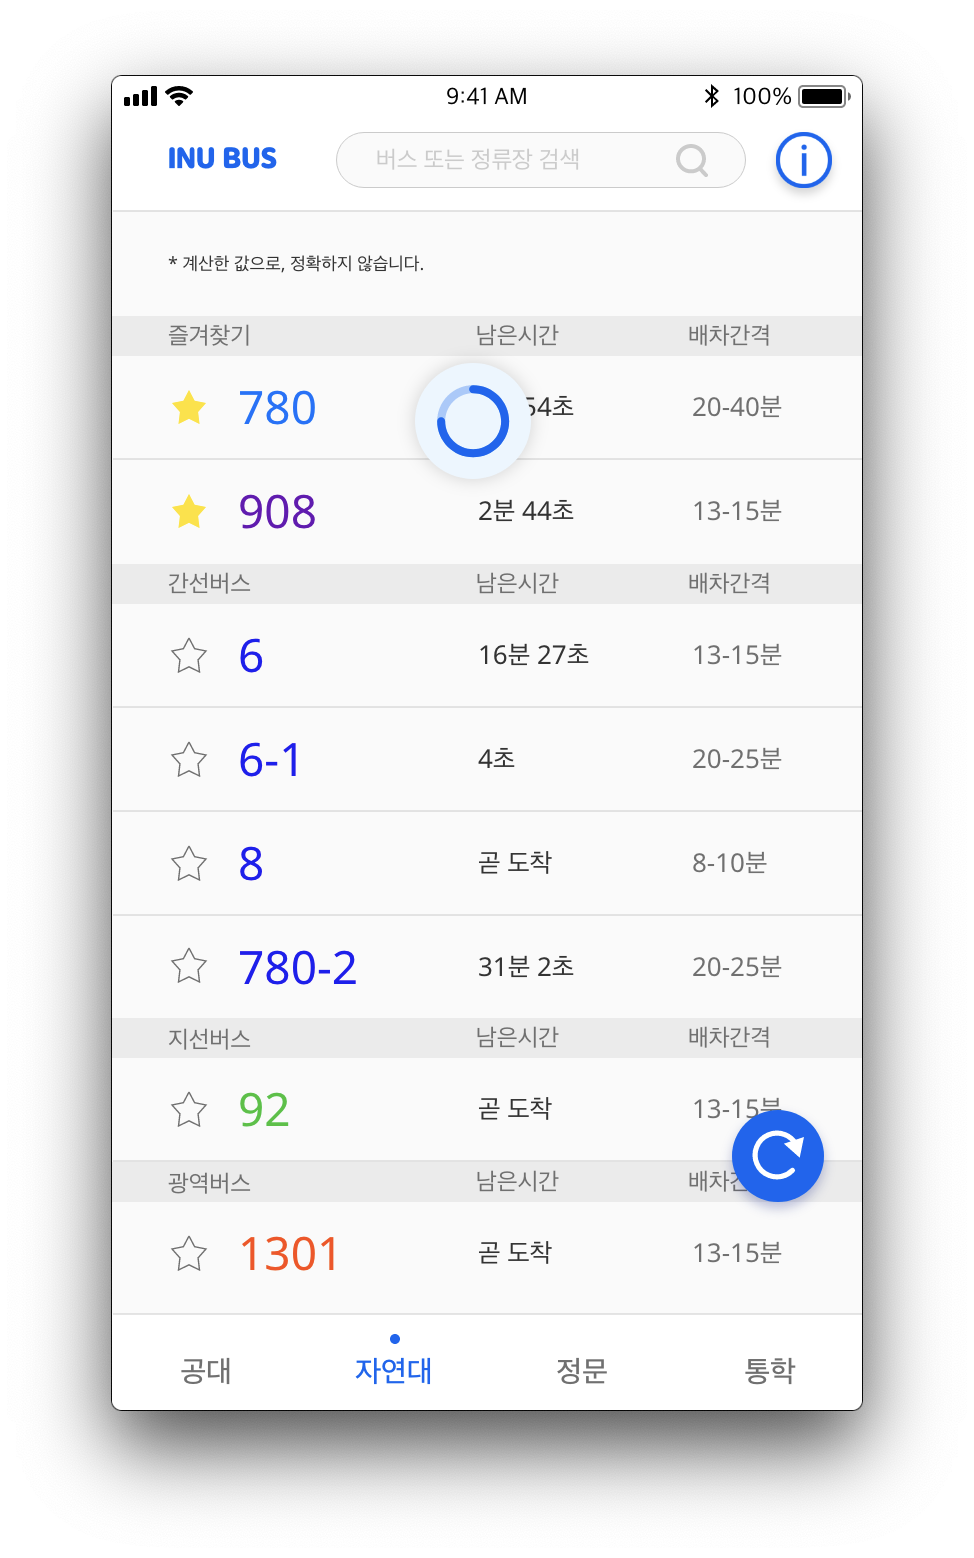 9:41 AM 100%
INU BUS 버스 또는 정류장 검색 i
* 계산한 값으로, 정확하지 않습니다.
즐겨찾기 남은시간 배차간격
780 54초 20-40분
908 2분 44초 13-15분
간선버스 남은시간 배차간격
6 16분 27초 13-15분
6-1 4초 20-25분
8 곧 도착 8-10분
780-2 31분 2초 20-25분
지선버스 남은시간 배차간격
92 곧 도착 13-15분
광역버스 남은시간
1301 곧 도착 13-15분
공대 자연대 정문 통학